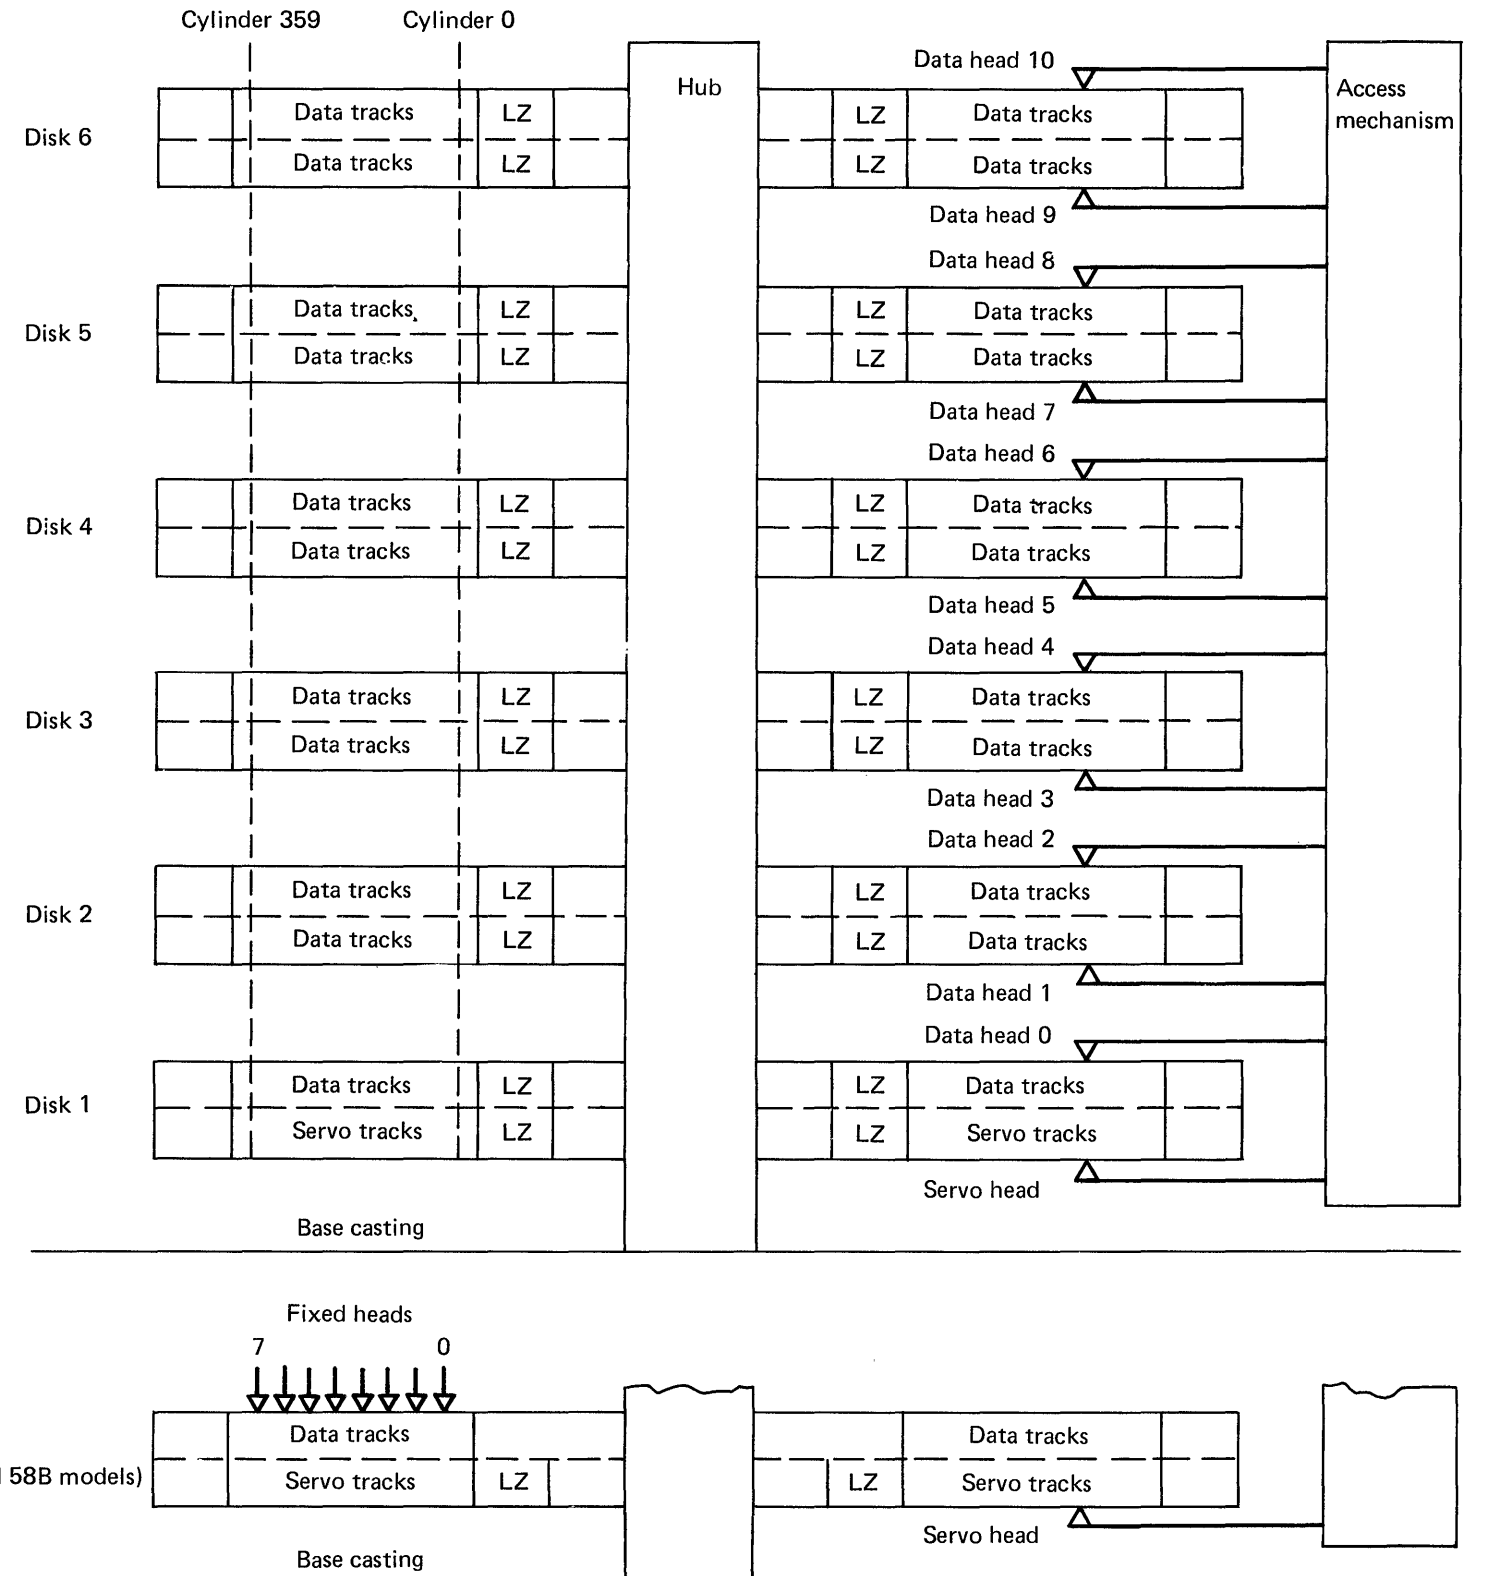 Cylinder 359 Cylinder 0
Data head 10
Hub
Access
mechanism
Disk 6
Data tracks LZ LZ Data tracks
Data tracks LZ LZ Data tracks
Data head 9
Data head 8
Disk 5
Data tracks LZ LZ Data tracks
Data tracks LZ LZ Data tracks
Data head 7
Data head 6
Disk 4
Data tracks LZ LZ Data tracks
Data tracks LZ LZ Data tracks
Data head 5
Data head 4
Disk 3
Data tracks LZ LZ Data tracks
Data tracks LZ LZ Data tracks
Data head 3
Data head 2
Disk 2
Data tracks LZ LZ Data tracks
Data tracks LZ LZ Data tracks
Data head 1
Data head 0
Disk 1
Data tracks LZ LZ Data tracks
Servo tracks LZ LZ Servo tracks
Servo head
Base casting
Fixed heads
7 0
Data tracks Data tracks
58B models)
Servo tracks LZ LZ Servo tracks
Servo head
Base casting